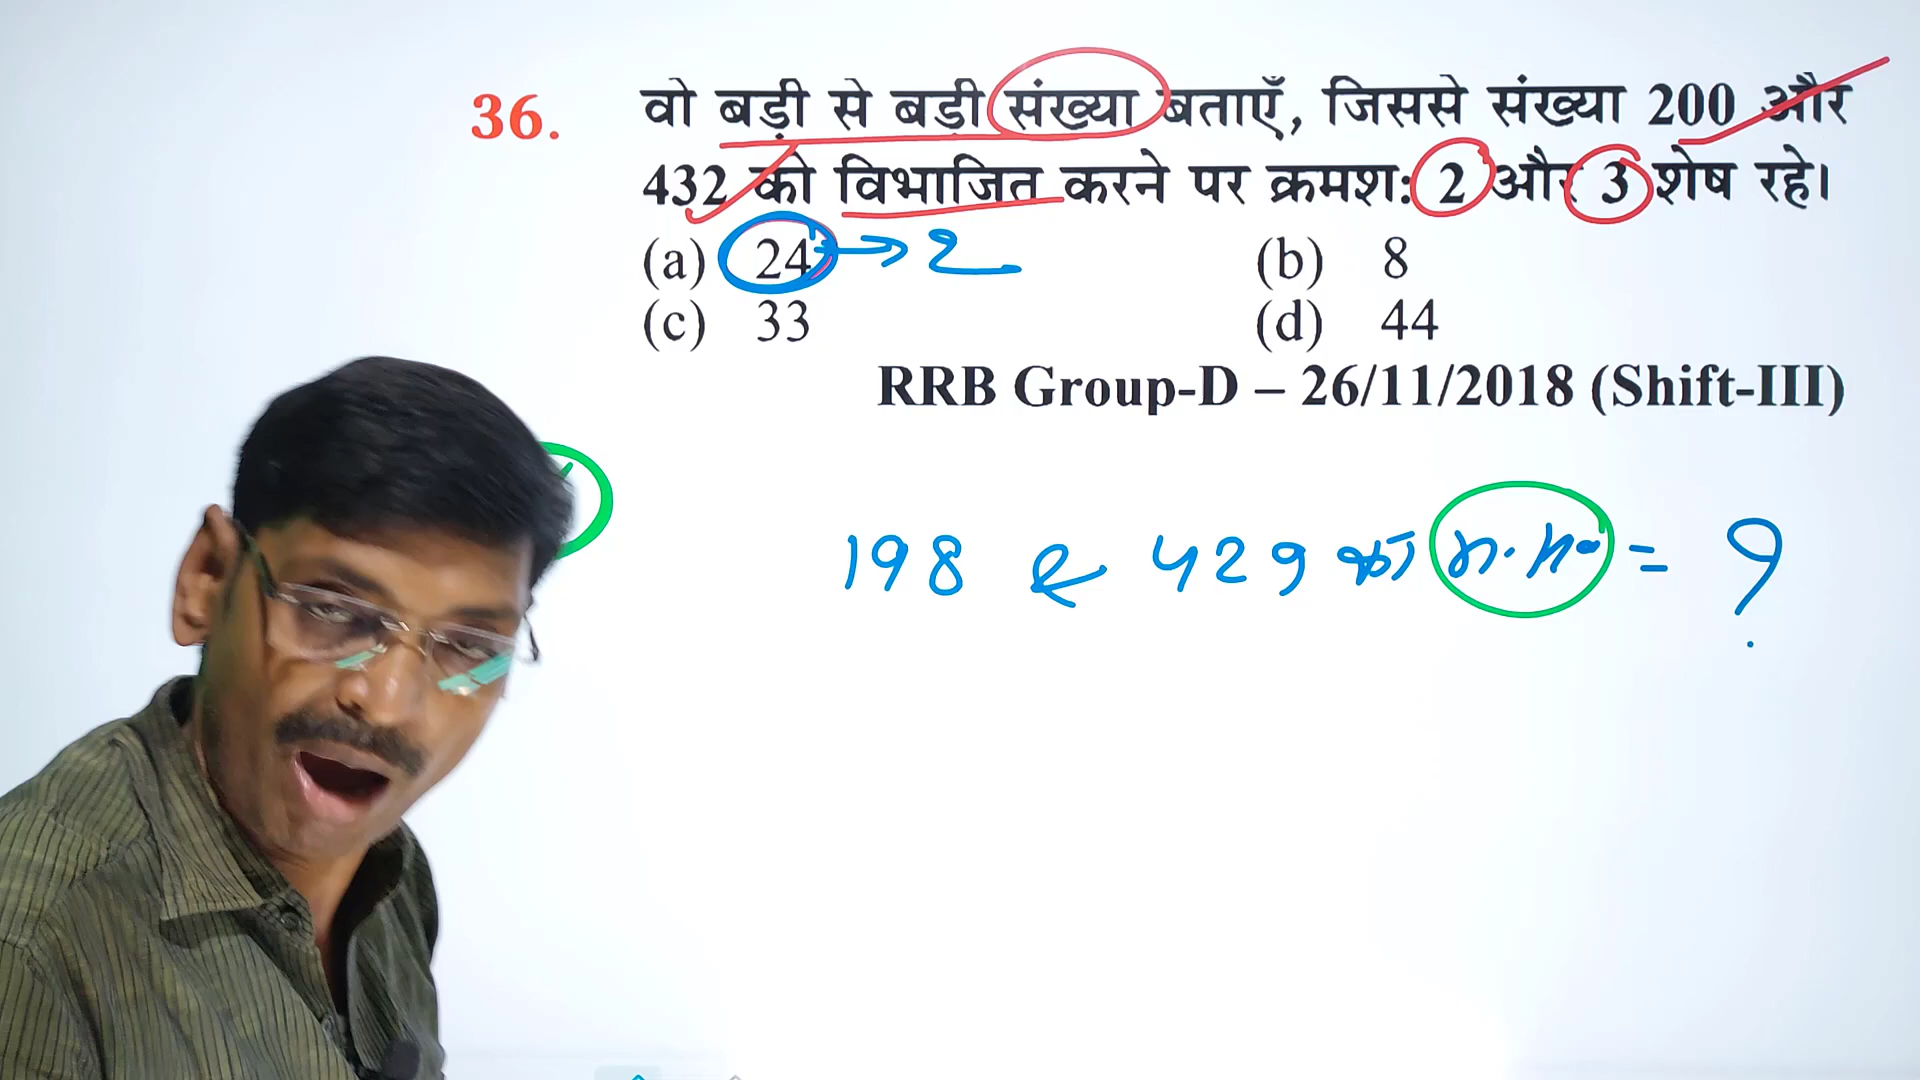 36. वो बड़ी से बड़ी संख्या बताएँ, जिससे संख्या 200 और
432 को विभाजित करने पर क्रमश: 2 और 3 शेष रहे।
(a) 24 → 2 (b) 8
(c) 33 (d) 44
RRB Group-D – 26/11/2018 (Shift-III)
198 व 429 का म.स. = ?